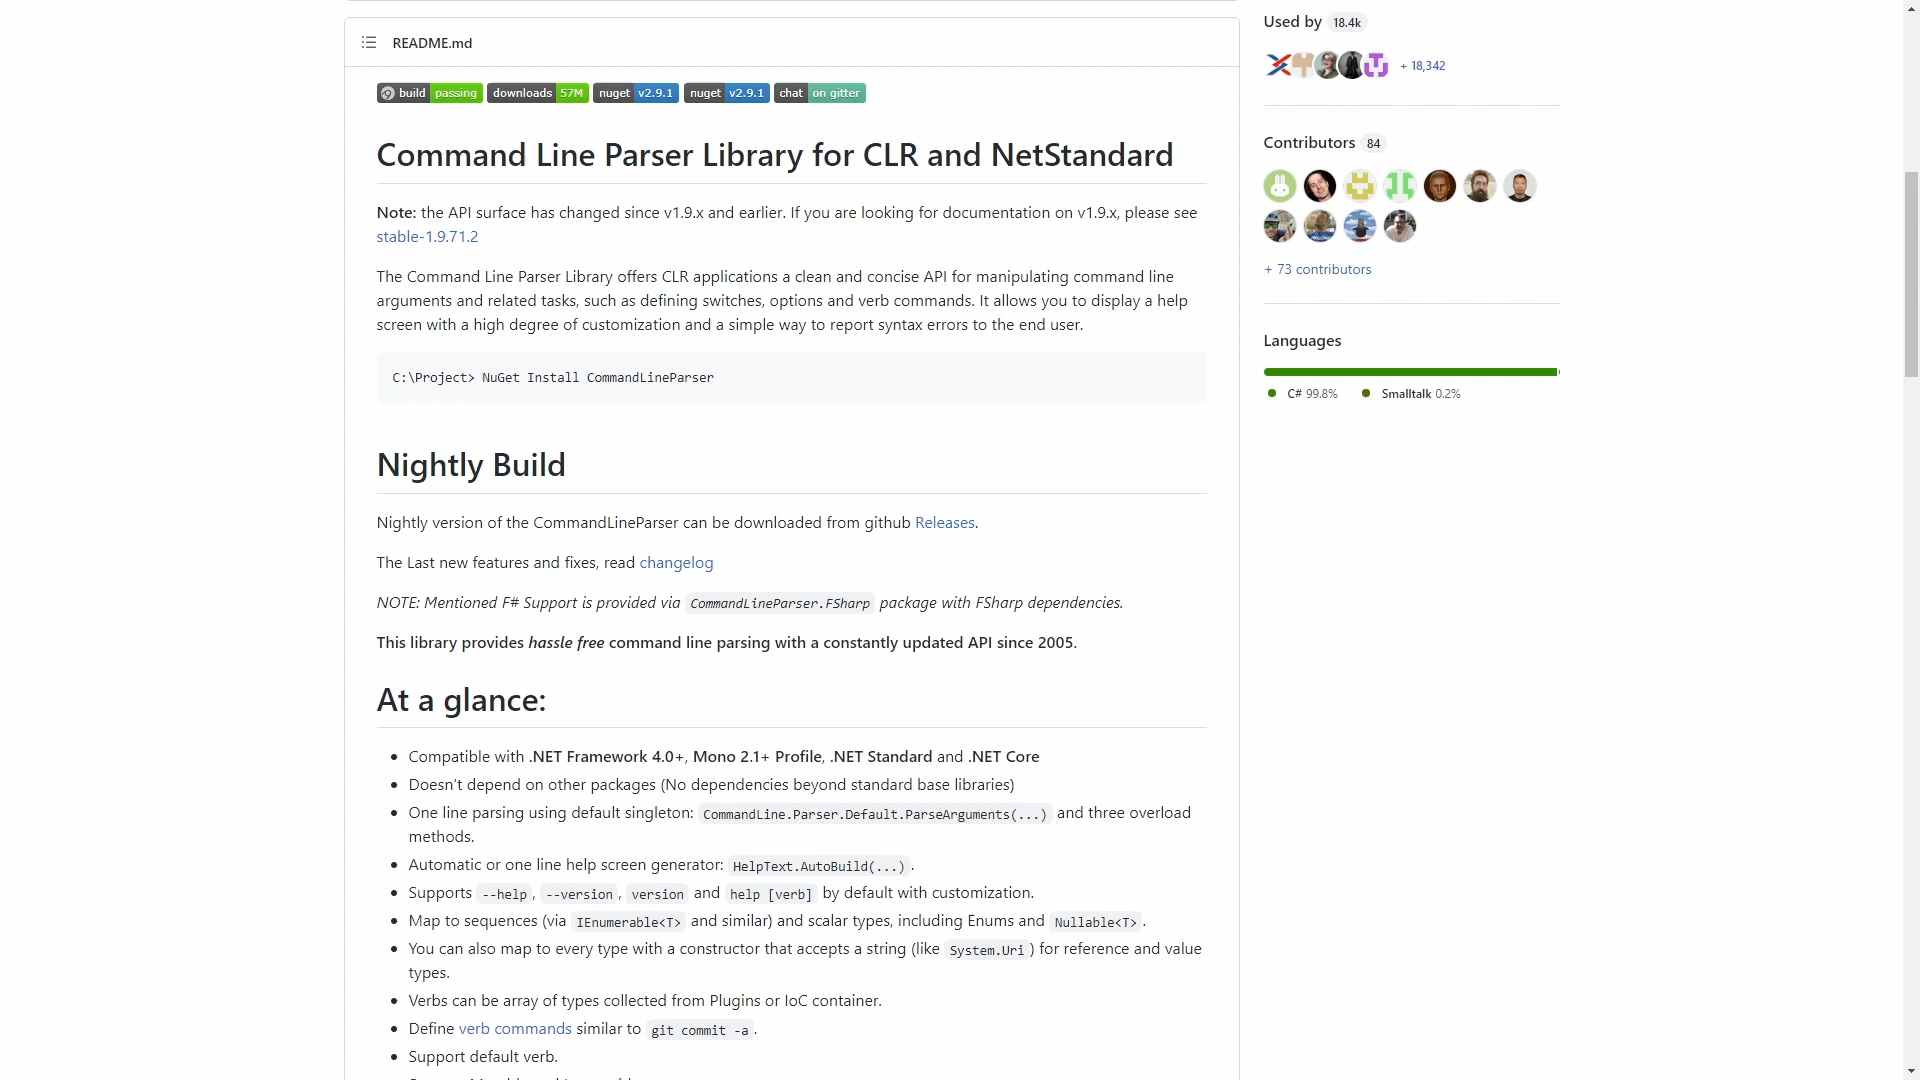 README.md
build passing downloads 57M nuget v2.9.1 nuget v2.9.1 chat on gitter
Command Line Parser Library for CLR and NetStandard
Note: the API surface has changed since v1.9.x and earlier. If you are looking for documentation on v1.9.x, please see
stable-1.9.71.2
The Command Line Parser Library offers CLR applications a clean and concise API for manipulating command line
arguments and related tasks, such as defining switches, options and verb commands. It allows you to display a help
screen with a high degree of customization and a simple way to report syntax errors to the end user.
C:\Project> NuGet Install CommandLineParser
Nightly Build
Nightly version of the CommandLineParser can be downloaded from github Releases.
The Last new features and fixes, read changelog
NOTE: Mentioned F# Support is provided via CommandLineParser.FSharp package with FSharp dependencies.
This library provides hassle free command line parsing with a constantly updated API since 2005.
At a glance:
• Compatible with .NET Framework 4.0+, Mono 2.1+ Profile, .NET Standard and .NET Core
• Doesn't depend on other packages (No dependencies beyond standard base libraries)
• One line parsing using default singleton: CommandLine.Parser.Default.ParseArguments(...) and three overload
methods.
• Automatic or one line help screen generator: HelpText.AutoBuild(...).
• Supports --help, --version, version and help [verb] by default with customization.
• Map to sequences (via IEnumerable<T> and similar) and scalar types, including Enums and Nullable<T>.
• You can also map to every type with a constructor that accepts a string (like System.Uri) for reference and value
types.
• Verbs can be array of types collected from Plugins or IoC container.
• Define verb commands similar to git commit -a.
• Support default verb.
Used by 18.4k
+ 18,342
Contributors 84
+ 73 contributors
Languages
C# 99.8% Smalltalk 0.2%